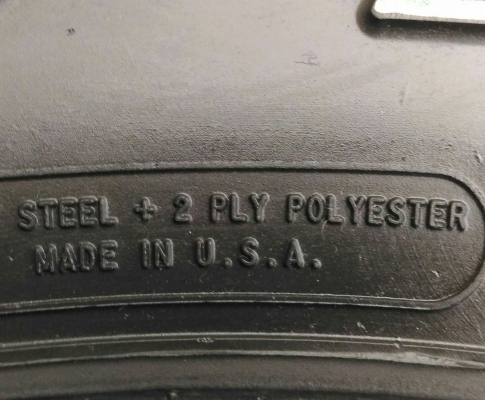 STEEL + 2 PLY POLYESTER
MADE IN U.S.A.